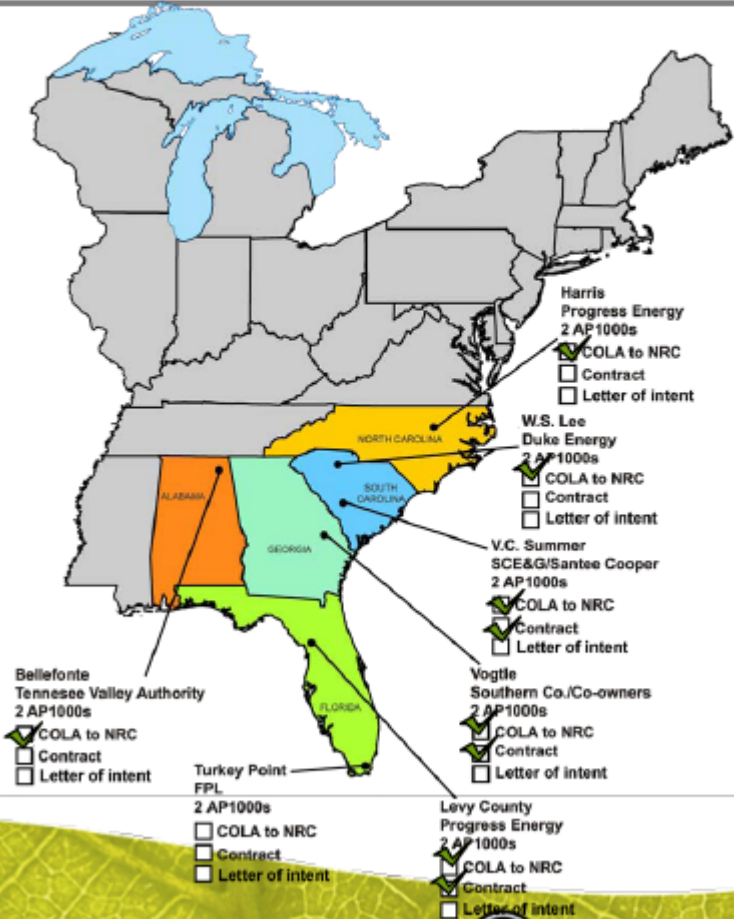 Harris
Progress Energy
2 AP1000s
COLA to NRC
Contract
Letter of intent
NORTH CAROLINA
W.S. Lee
Duke Energy
2 AP1000s
COLA to NRC
Contract
Letter of intent
ALABAMA
SOUTH
CAROLINA
GEORGIA
V.C. Summer
SCE&G/Santee Cooper
2 AP1000s
COLA to NRC
Contract
Letter of intent
Bellefonte
Tennesee Valley Authority
2 AP1000s
COLA to NRC
Contract
Letter of intent
FLORIDA
Vogtle
Southern Co./Co-owners
2 AP1000s
COLA to NRC
Contract
Letter of intent
Turkey Point
FPL
2 AP1000s
COLA to NRC
Contract
Letter of intent
Levy County
Progress Energy
2 AP1000s
COLA to NRC
Contract
Letter of intent